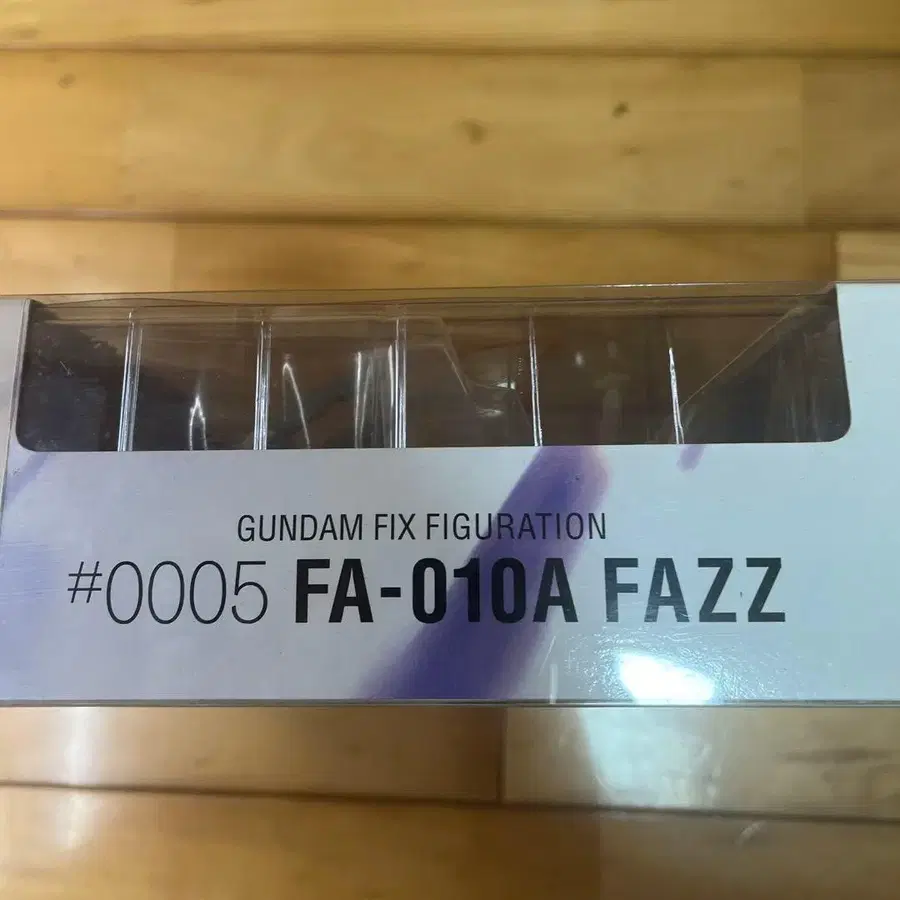 GUNDAM FIX FIGURATION
#0005 FA-010A FAZZ